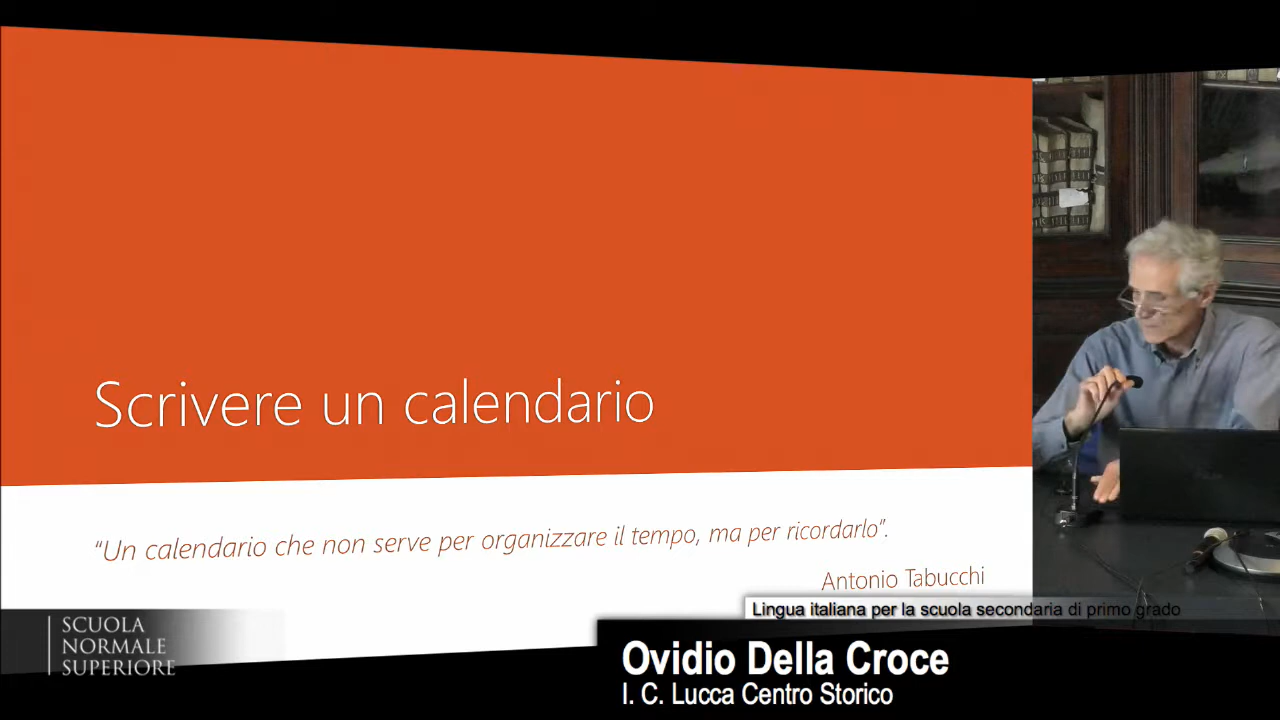 Scrivere un calendario
“Un calendario che non serve per organizzare il tempo, ma per ricordarlo”.
Antonio Tabucchi
Lingua italiana per la scuola secondaria di primo grado
SCUOLA
NORMALE
SUPERIORE
Ovidio Della Croce
I. C. Lucca Centro Storico